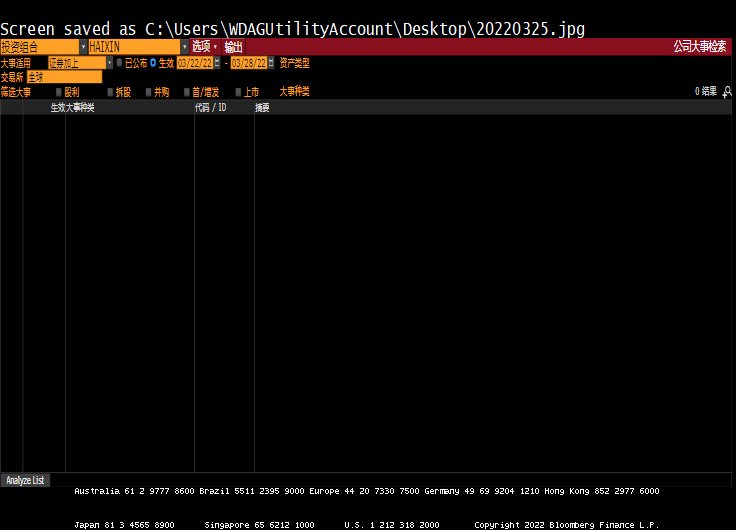 Screen saved as C:\Users\WDAGUtilityAccount\Desktop\20220325.jpg
投资组合 HAIXIN 选项 输出 公司大事检索
大事适用 证券加上 已公布 生效 03/22/22 - 03/28/22 资产类型
交易所 全球
筛选大事 股利 拆股 并购 首/增发 上市 大事种类 0 结果
生效 大事种类 代码 / ID 摘要
Analyze List
Australia 61 2 9777 8600 Brazil 5511 2395 9000 Europe 44 20 7330 7500 Germany 49 69 9204 1210 Hong Kong 852 2977 6000
Japan 81 3 4565 8900 Singapore 65 6212 1000 U.S. 1 212 318 2000 Copyright 2022 Bloomberg Finance L.P.